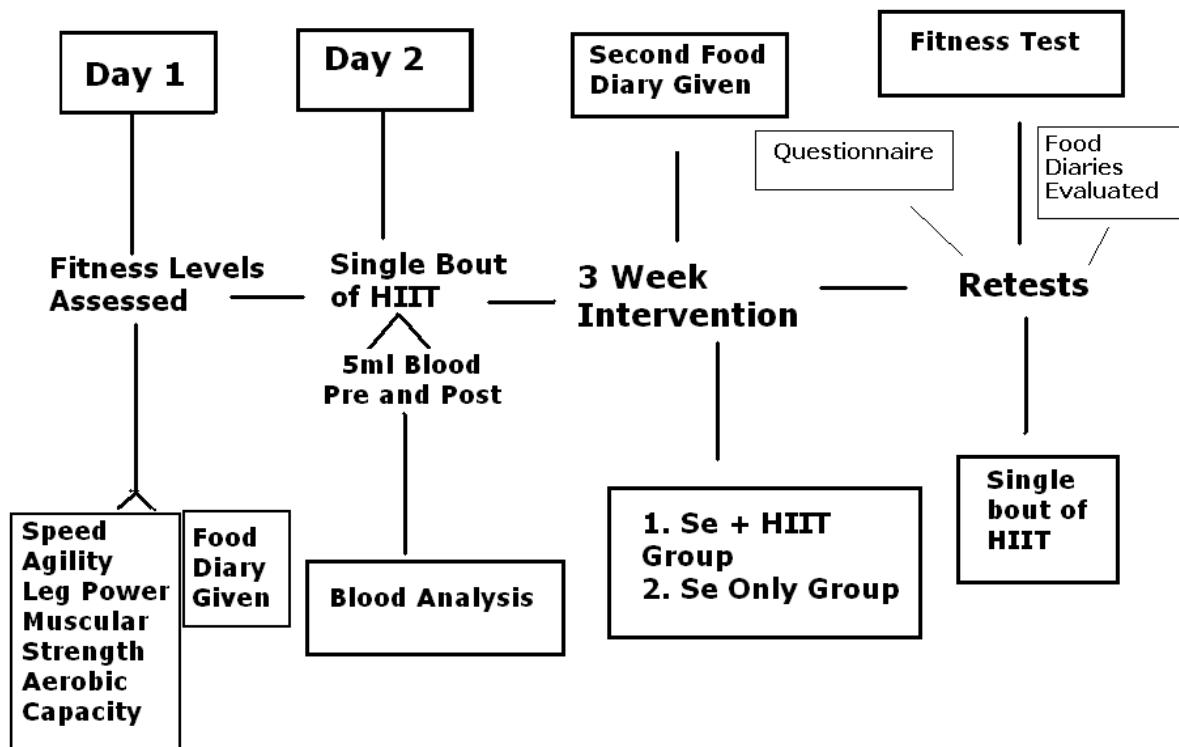 Day 1
Day 2
Second Food
Diary Given
Fitness Test
Questionnaire
Food
Diaries
Evaluated
Fitness Levels
Assessed
Single Bout
of HIIT
3 Week
Intervention
Retests
5ml Blood
Pre and Post
Speed
Agility
Leg Power
Muscular
Strength
Aerobic
Capacity
Food
Diary
Given
Blood Analysis
1. Se + HIIT
Group
2. Se Only Group
Single
bout of
HIIT